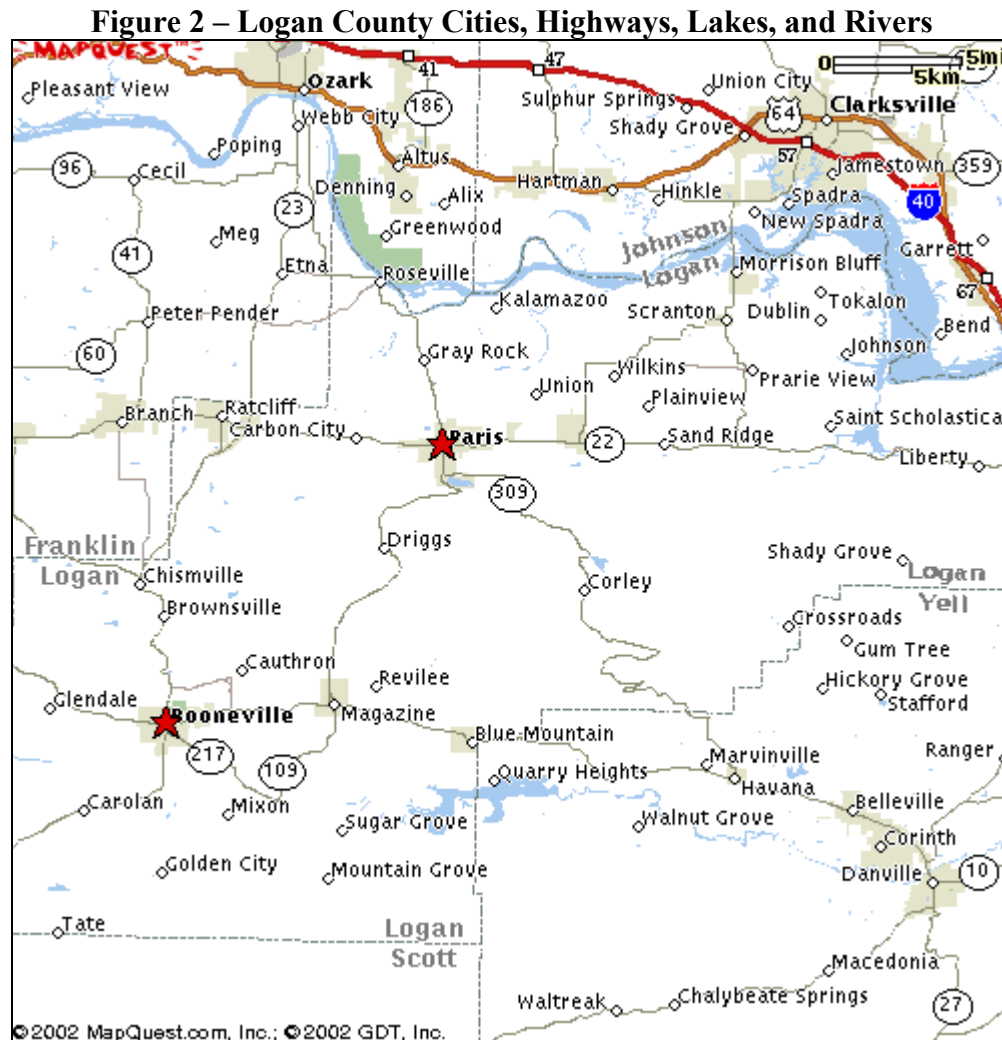 Figure 2 – Logan County Cities, Highways, Lakes, and Rivers
MAPQUEST
0 5mi
5km
41
47
Ozark
Union City
Pleasant View
186
Sulphur Springs
64
Clarksville
Webb City
Shady Grove
Poping
Altus
57
Jamestown
96
Cecil
359
Denning
Alix
Hartman
Hinkle
Spadra
40
23
New Spadra
Meg
Greenwood
Johnson
Logan
Garrett
41
Etna
Roseville
Morrison Bluff
67
Kalamazoo
Tokalon
Peter Pender
Scranton
Dublin
Bend
60
Gray Rock
Johnson
Wilkins
Prarie View
Union
Plainview
Branch
Ratcliff
Saint Scholastica
Carbon City
Paris
22
Sand Ridge
Liberty
309
Franklin
Logan
Driggs
Shady Grove
Logan
Yell
Chismville
Corley
Brownsville
Crossroads
Gum Tree
Cauthron
Revilee
Hickory Grove
Stafford
Glendale
Booneville
Magazine
Blue Mountain
217
109
Marvinville
Ranger
Quarry Heights
Havana
Carolan
Mixon
Belleville
Sugar Grove
Walnut Grove
Corinth
Golden City
Mountain Grove
Danville
10
Tate
Logan
Scott
Macedonia
Waltreak
Chalybeate Springs
27
©2002 MapQuest.com, Inc.; ©2002 GDT, Inc.